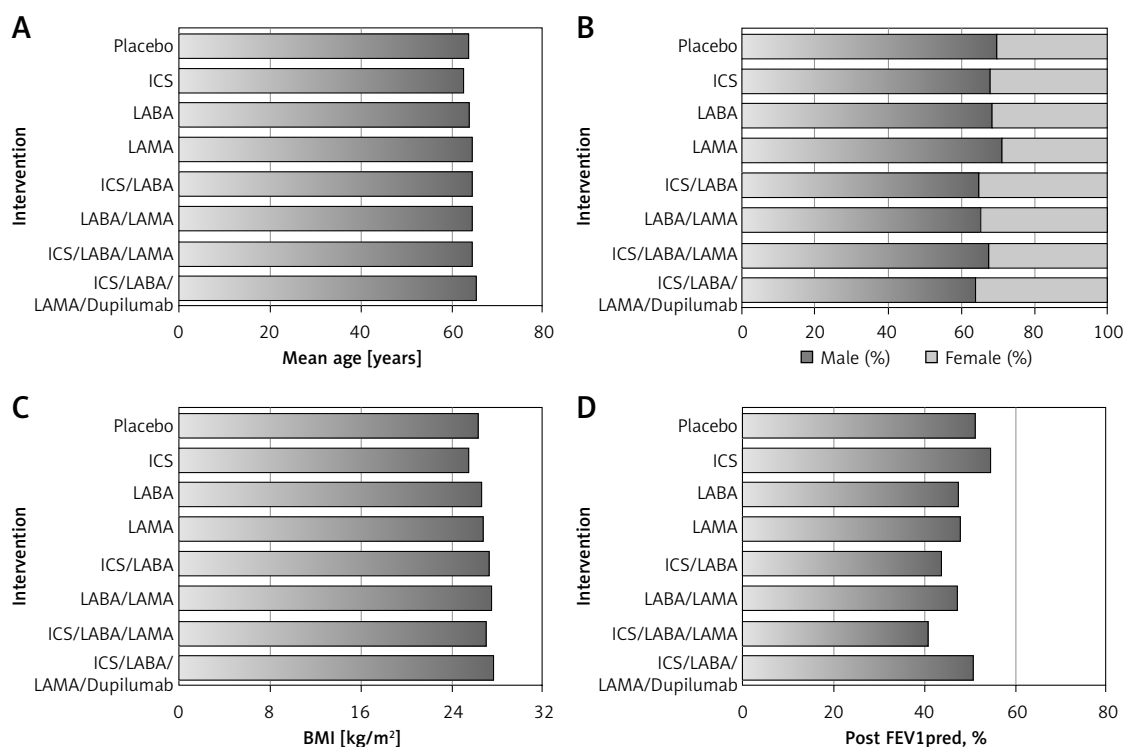 A
Placebo
ICS
LABA
LAMA
ICS/LABA
LABA/LAMA
ICS/LABA/LAMA
ICS/LABA/
LAMA/Dupilumab
Intervention
0 20 40 60 80
Mean age [years]
B
Placebo
ICS
LABA
LAMA
ICS/LABA
LABA/LAMA
ICS/LABA/LAMA
ICS/LABA/
LAMA/Dupilumab
Intervention
0 20 40 60 80 100
Male (%) Female (%)
C
Placebo
ICS
LABA
LAMA
ICS/LABA
LABA/LAMA
ICS/LABA/LAMA
ICS/LABA/
LAMA/Dupilumab
Intervention
0 8 16 24 26 32
BMI [kg/m²]
D
Placebo
ICS
LABA
LAMA
ICS/LABA
LABA/LAMA
ICS/LABA/LAMA
ICS/LABA/
LAMA/Dupilumab
Intervention
0 20 40 60 80
Post FEV1pred, %